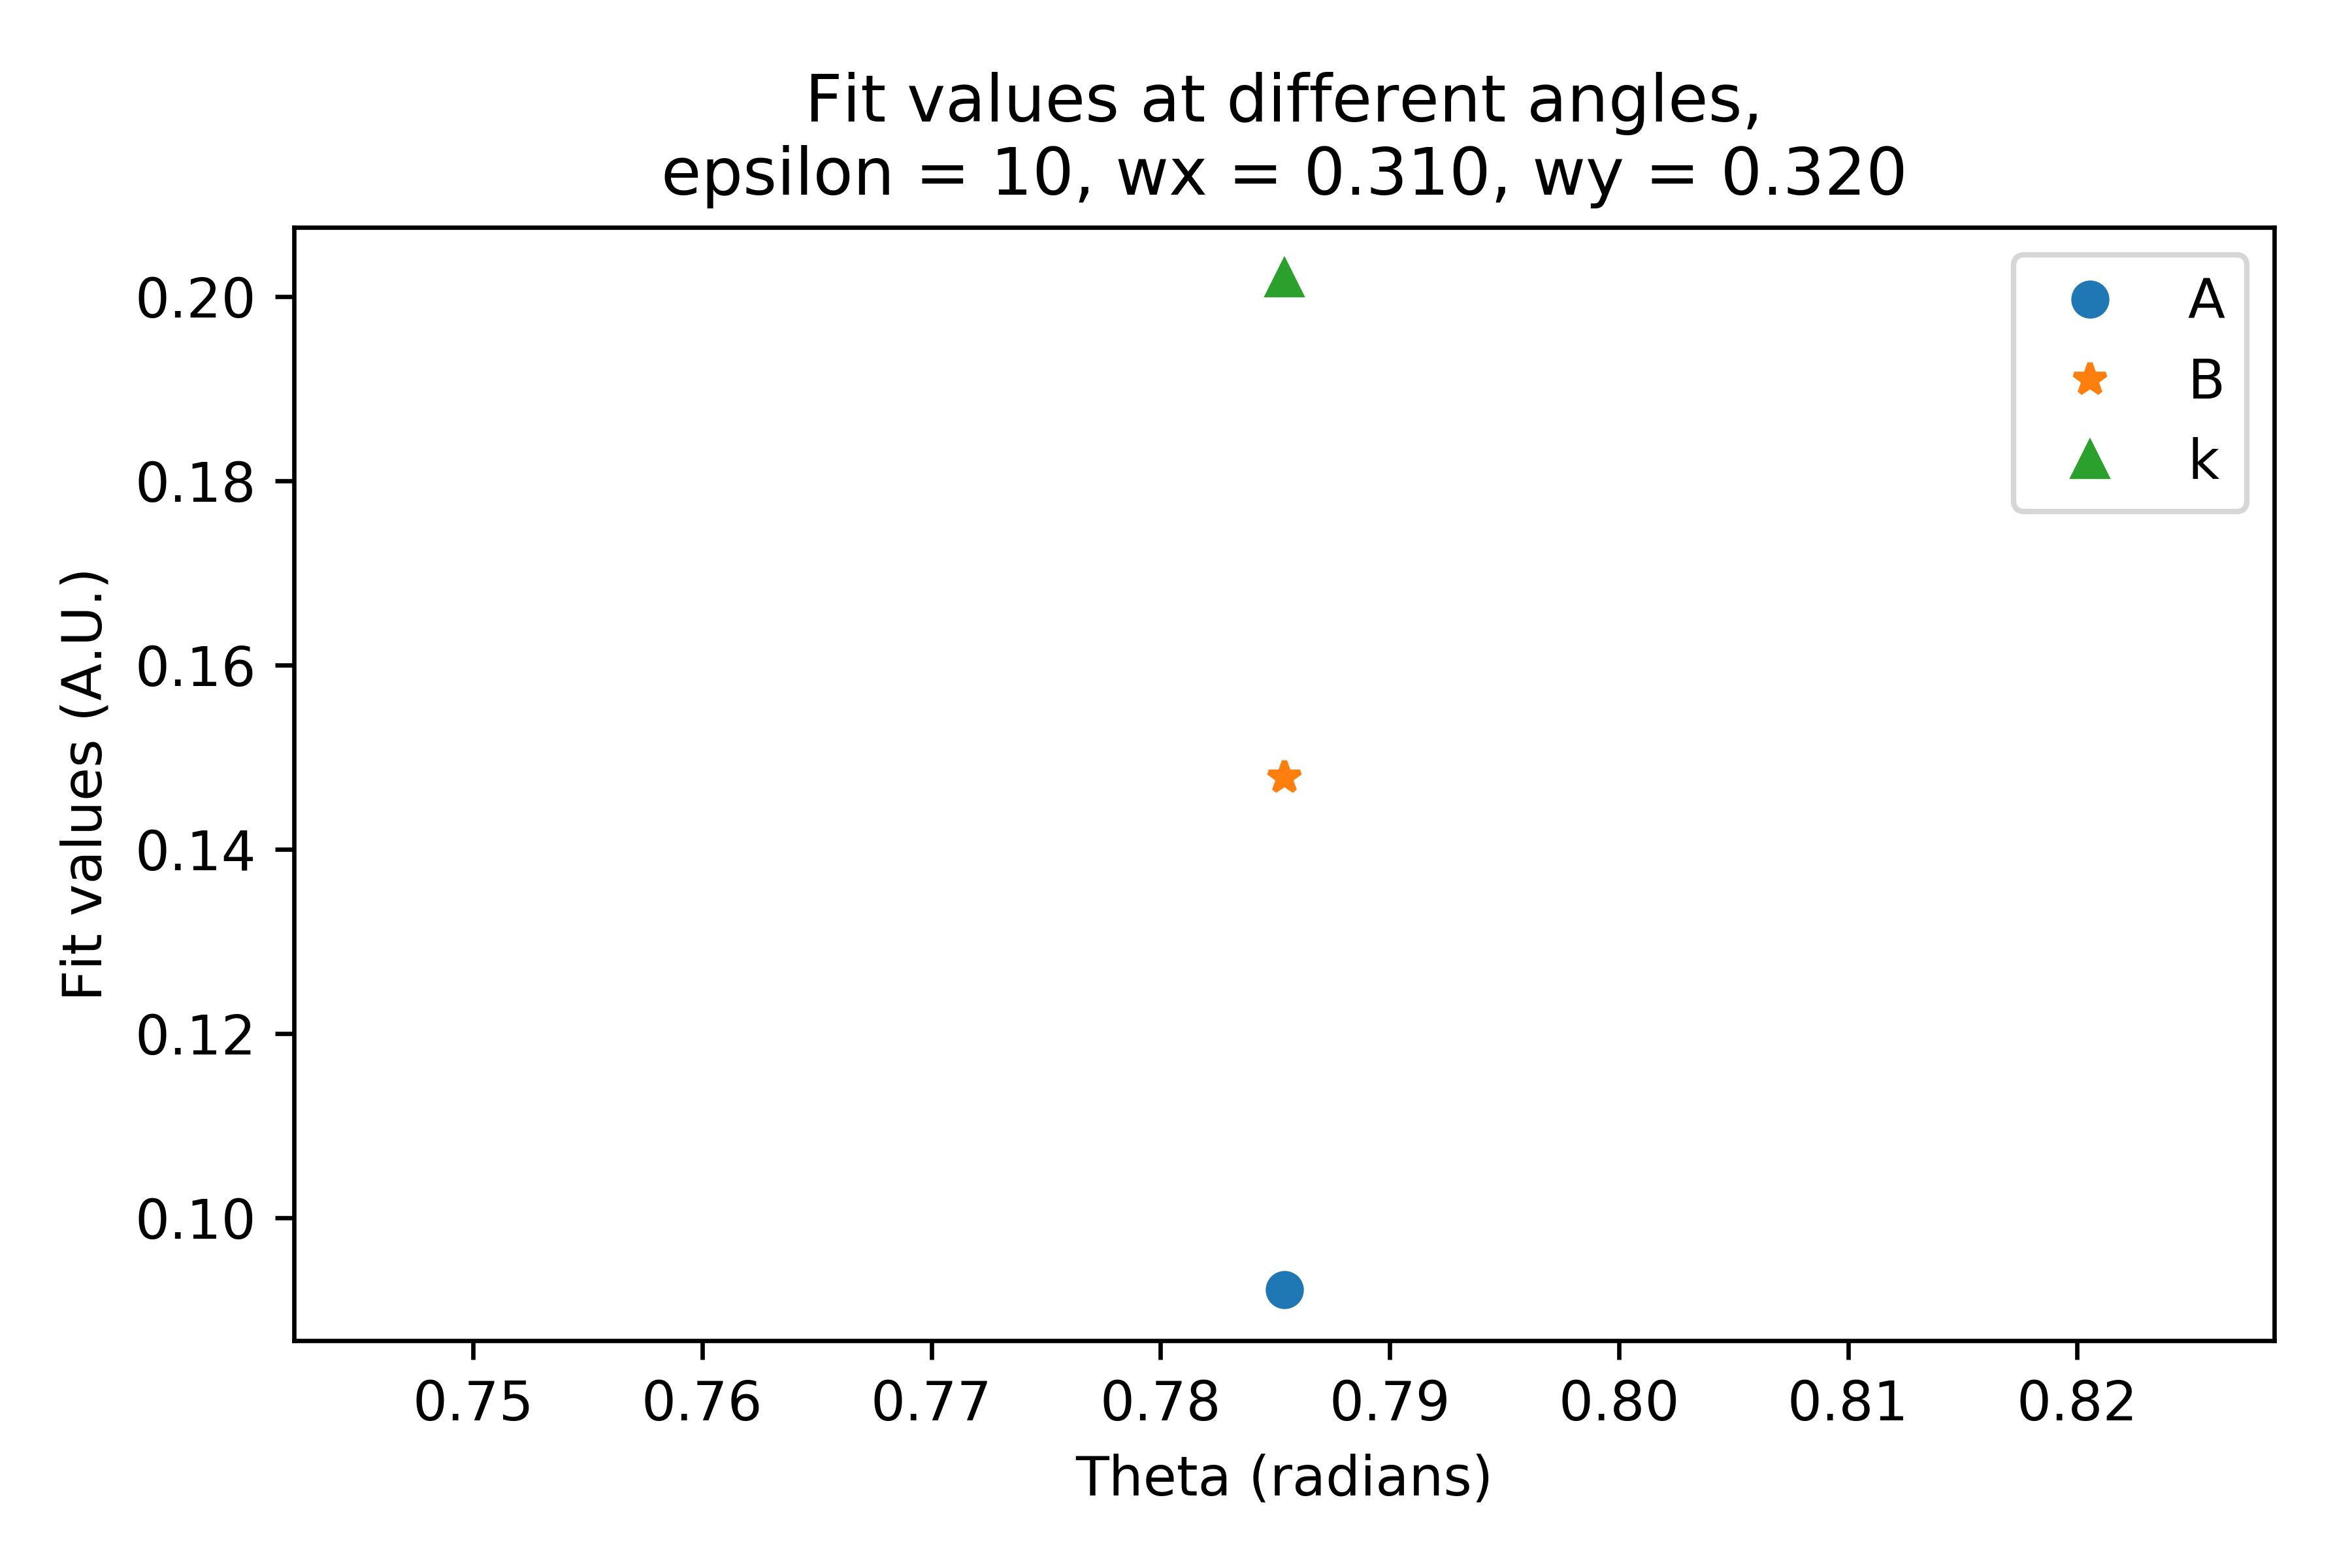 Fit values at different angles,
epsilon = 10, wx = 0.310, wy = 0.320
A
B
k
Fit values (A.U.)
0.20
0.18
0.16
0.14
0.12
0.10
0.75 0.76 0.77 0.78 0.79 0.80 0.81 0.82
Theta (radians)